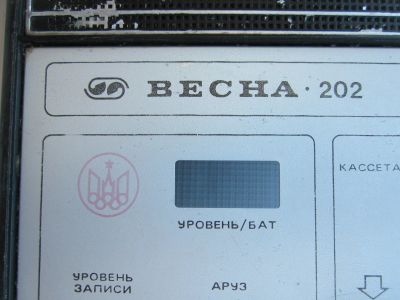 ВЕСНА · 202
КАССЕТА
УРОВЕНЬ/БАТ
УРОВЕНЬ
ЗАПИСИ
АРУЗ